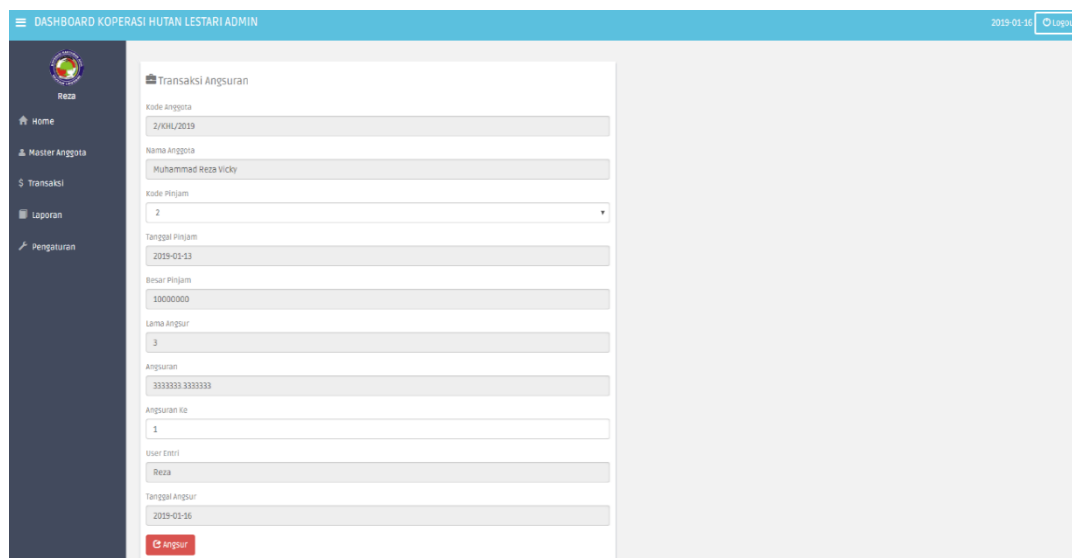 DASHBOARD KOPERASI HUTAN LESTARI ADMIN
2019-01-16
Reza
Home
Master Anggota
$ Transaksi
Laporan
Pengaturan
Transaksi Angsuran
Kode Anggota
2/KHL/2019
Nama Anggota
Muhammad Reza Vicky
Kode Pinjam
2
Tanggal Pinjam
2019-01-13
Besar Pinjam
10000000
Lama Angsur
3
Angsuran
3333333.3333333
Angsuran Ke
1
User Entri
Reza
Tanggal Angsur
2019-01-16
Angsur